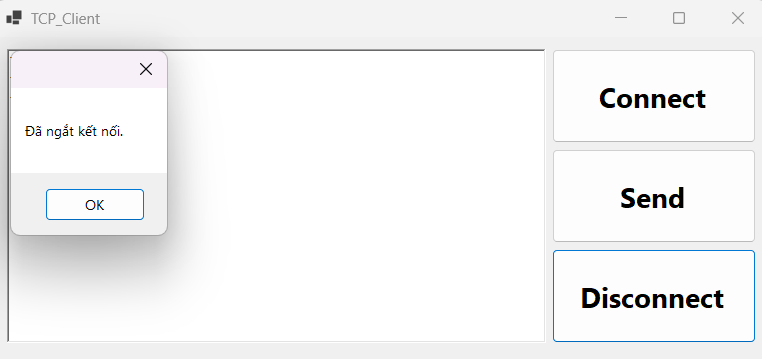 TCP_Client
Đã ngắt kết nối.
OK
Connect
Send
Disconnect